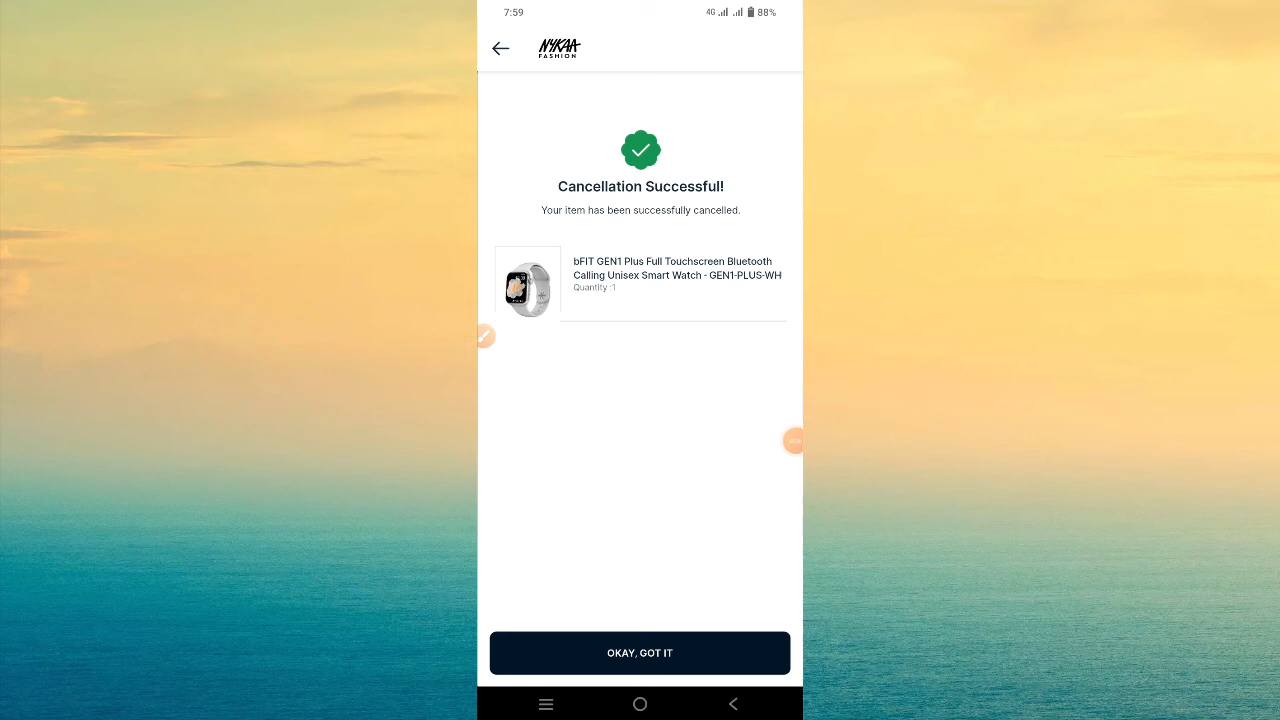 7:59
4G 88%
NYKAA
FASHION
Cancellation Successful!
Your item has been successfully cancelled.
bFIT GEN1 Plus Full Touchscreen Bluetooth
Calling Unisex Smart Watch - GEN1-PLUS-WH
Quantity :1
OKAY, GOT IT